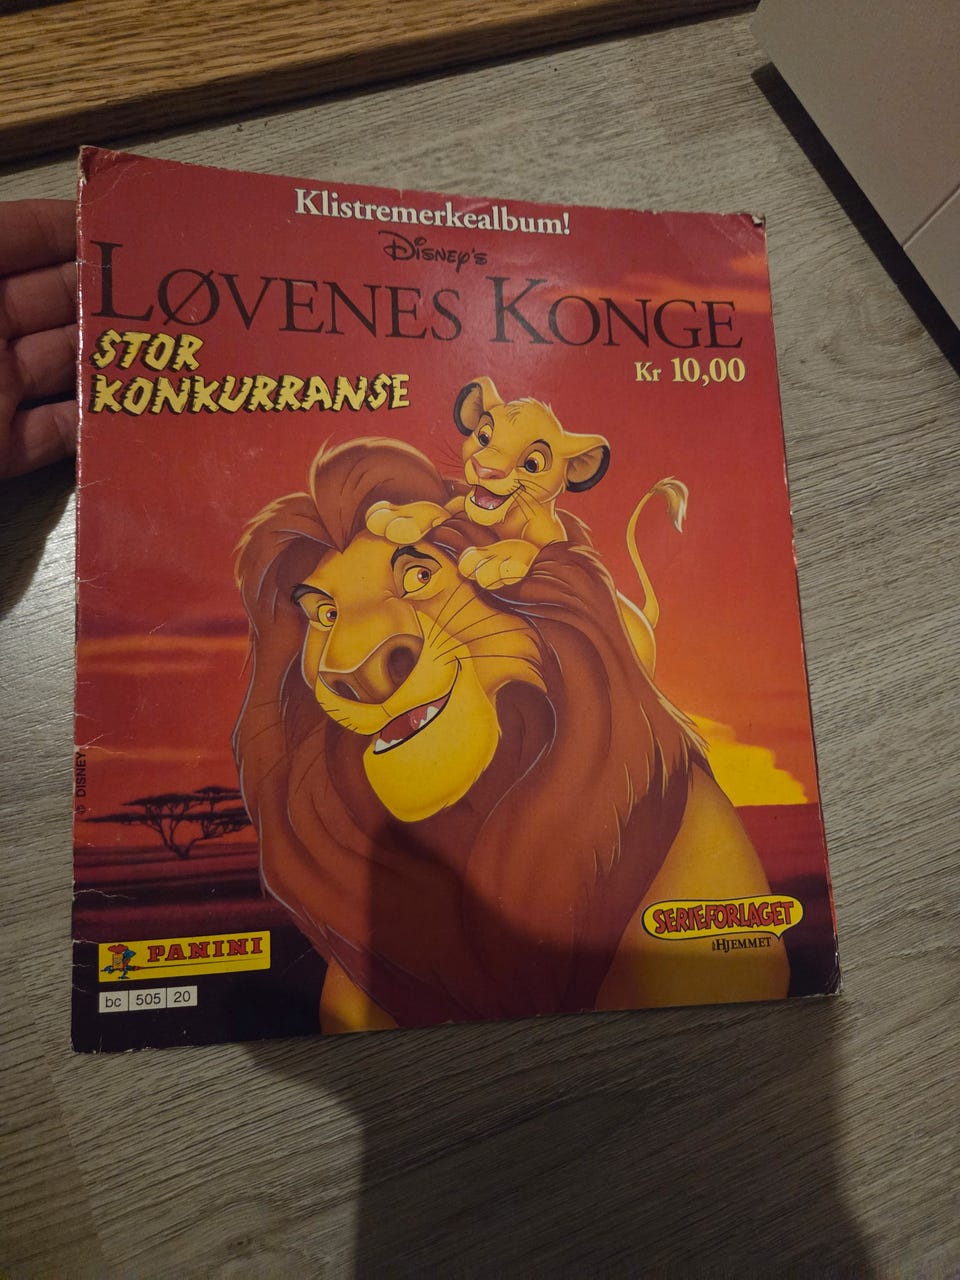 Klistremerkealbum!
DISNEY'S
LØVENES KONGE
STOR
KONKURRANSE
Kr 10,00
© DISNEY
PANINI
bc 505 20
SERIEFORLAGET
HJEMMET